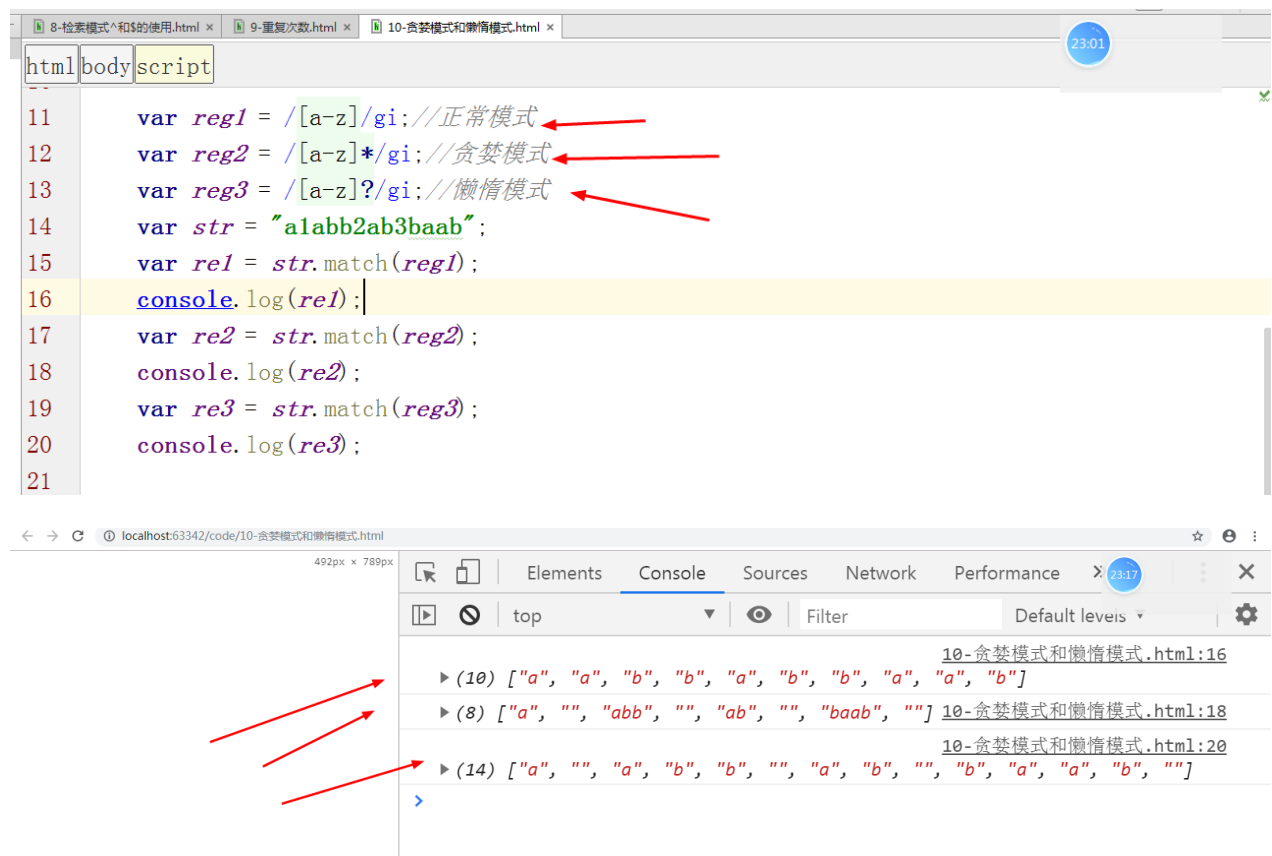 8-检索模式^和$的使用.html × 9-重复次数.html × 10-贪婪模式和懒惰模式.html ×
23:01
html body script
11 var reg1 = /[a-z]/gi;//正常模式
12 var reg2 = /[a-z]*/gi;//贪婪模式
13 var reg3 = /[a-z]?/gi;//懒惰模式
14 var str = "a1abb2ab3baab";
15 var re1 = str.match(reg1);
16 console.log(re1);
17 var re2 = str.match(reg2);
18 console.log(re2);
19 var re3 = str.match(reg3);
20 console.log(re3);
21
localhost:63342/code/10-贪婪模式和懒惰模式.html
492px × 789px
Elements Console Sources Network Performance 23:17
top Filter Default levels
10-贪婪模式和懒惰模式.html:16
(10) ["a", "a", "b", "b", "a", "b", "b", "a", "a", "b"]
(8) ["a", "", "abb", "", "ab", "", "baab", ""] 10-贪婪模式和懒惰模式.html:18
10-贪婪模式和懒惰模式.html:20
(14) ["a", "", "a", "b", "b", "", "a", "b", "", "b", "a", "a", "b", ""]